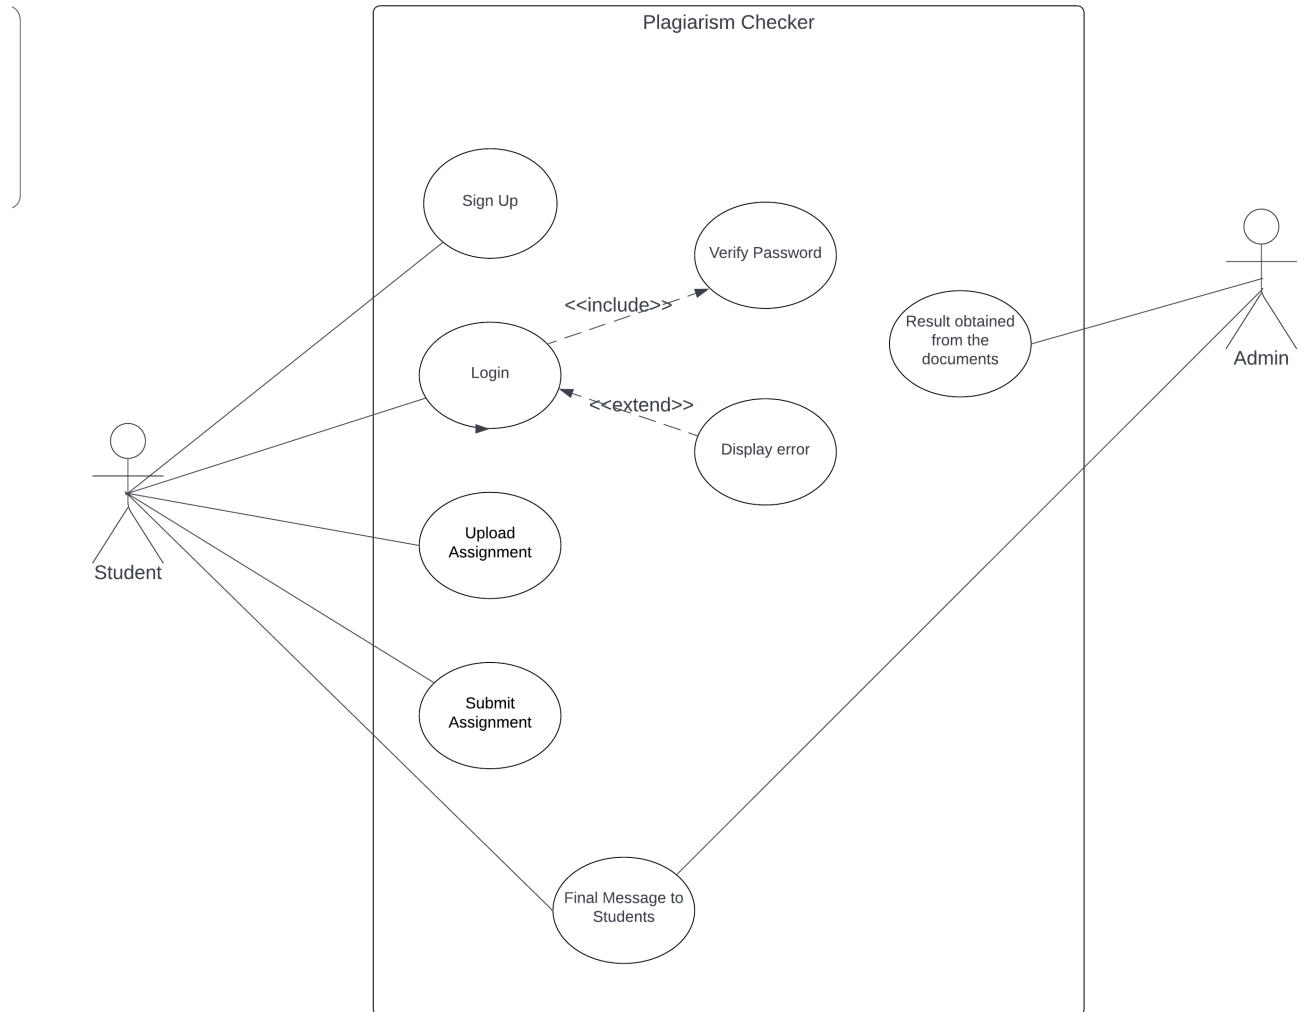 Plagiarism Checker
Sign Up
Verify Password
<<include>>
Result obtained
from the
documents
Admin
Login
<<extend>>
Display error
Student
Upload
Assignment
Submit
Assignment
Final Message to
Students